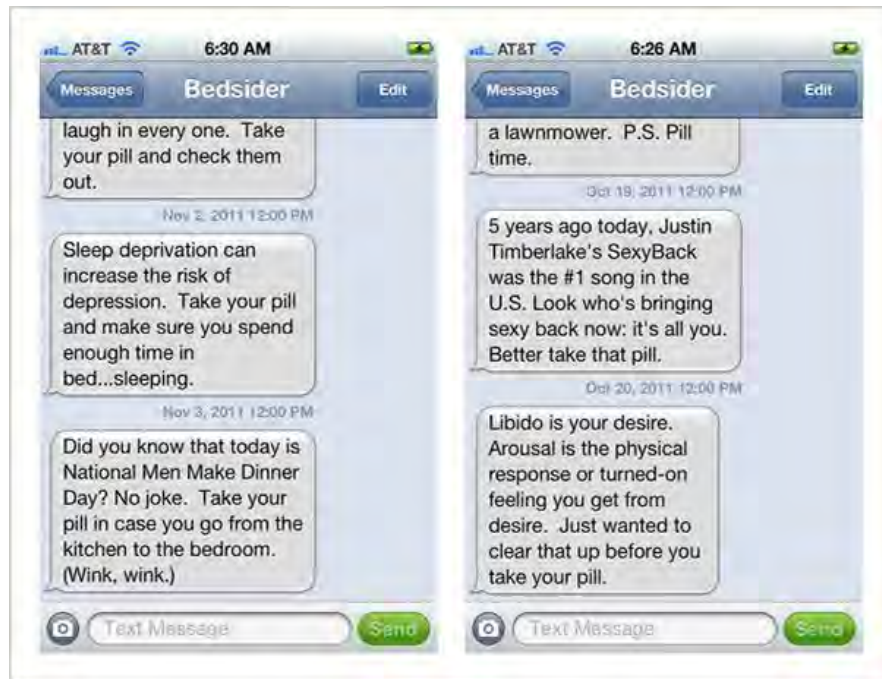 AT&T
6:30 AM
Messages
Bedsider
Edit
laugh in every one. Take
your pill and check them
out.
Nov 2, 2011 12:00 PM
Sleep deprivation can
increase the risk of
depression. Take your pill
and make sure you spend
enough time in
bed...sleeping.
Nov 3, 2011 12:00 PM
Did you know that today is
National Men Make Dinner
Day? No joke. Take your
pill in case you go from the
kitchen to the bedroom.
(Wink, wink.)
Text Message
Send
AT&T
6:26 AM
Messages
Bedsider
Edit
a lawnmower. P.S. Pill
time.
Oct 19, 2011 12:00 PM
5 years ago today, Justin
Timberlake's SexyBack
was the #1 song in the
U.S. Look who's bringing
sexy back now: it's all you.
Better take that pill.
Oct 20, 2011 12:00 PM
Libido is your desire.
Arousal is the physical
response or turned-on
feeling you get from
desire. Just wanted to
clear that up before you
take your pill.
Text Message
Send